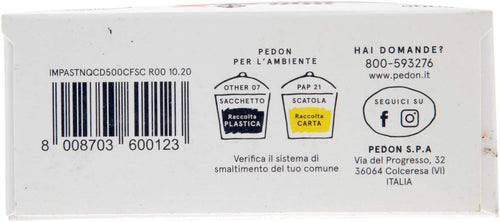 IMPASTNQCD500CFSC R00 10.20
8 008703 600123
PEDON
PER L'AMBIENTE
OTHER 07
SACCHETTO
Raccolta
PLASTICA
PAP 21
SCATOLA
Raccolta
CARTA
Verifica il sistema di
smaltimento del tuo comune
HAI DOMANDE?
800-593276
www.pedon.it
SEGUICI SU
PEDON S.P.A
Via del Progresso, 32
36064 Colceresa (VI)
ITALIA